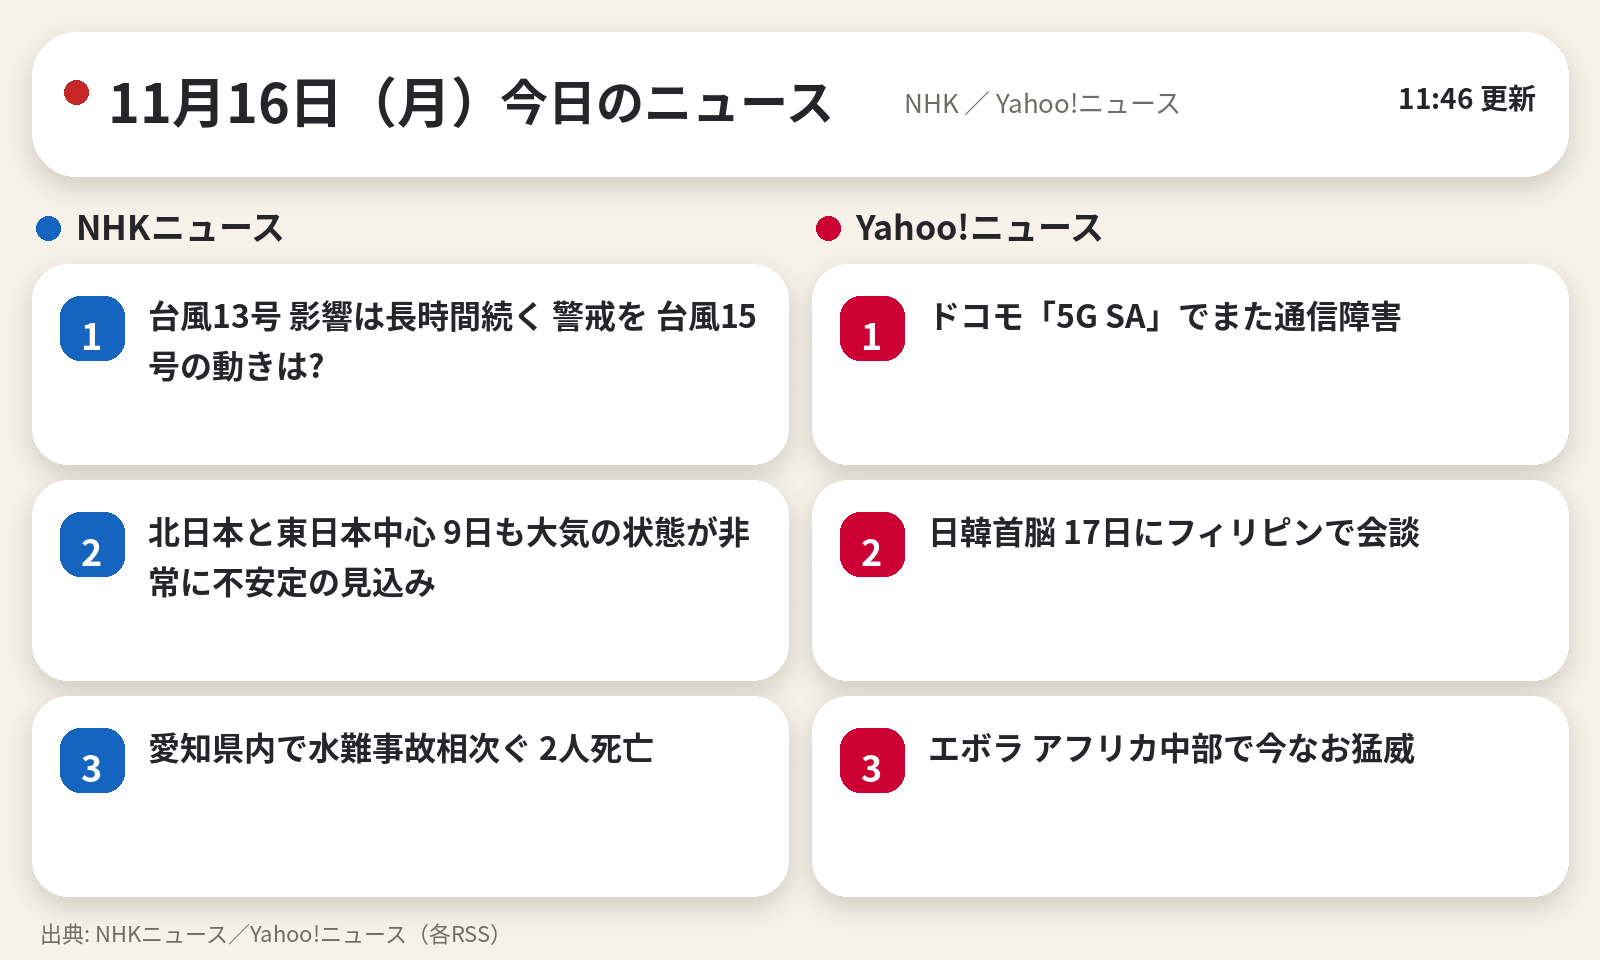 11月16日（月）今日のニュース
NHK ／ Yahoo!ニュース
11:46 更新
NHKニュース
1
台風13号 影響は長時間続く 警戒を 台風15
号の動きは?
2
北日本と東日本中心 9日も大気の状態が非
常に不安定の見込み
3
愛知県内で水難事故相次ぐ 2人死亡
Yahoo!ニュース
1
ドコモ「5G SA」でまた通信障害
2
日韓首脳 17日にフィリピンで会談
3
エボラ アフリカ中部で今なお猛威
出典: NHKニュース／Yahoo!ニュース（各RSS）